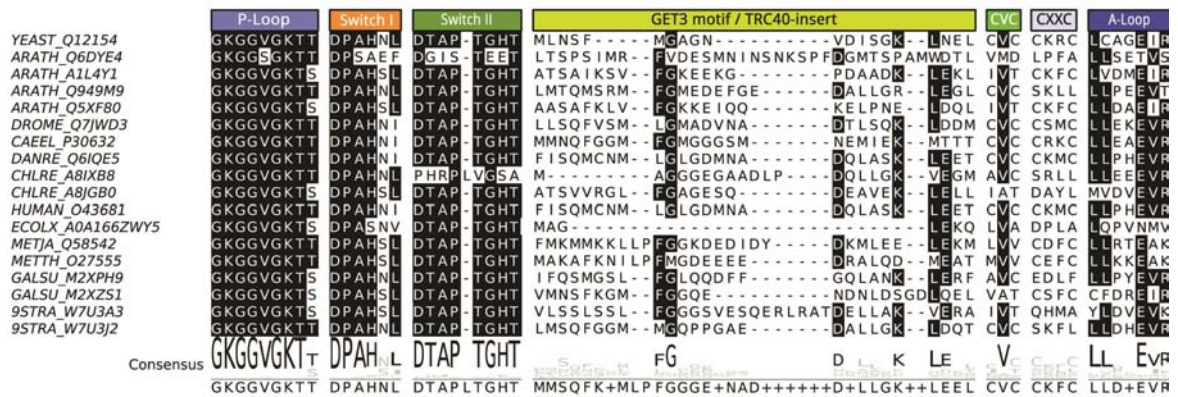 P-Loop Switch I Switch II GET3 motif / TRC40-insert CVC CXXC A-Loop
YEAST_Q12154 GKGGVGKTT DPAHNL DTAP-TGHT MLNSF-----MGAGN------VDISGK--LNEL CVC CKRC LCAGEIR
ARATH_Q6DYE4 GKGGSGKTT DPSAEF DGIS-TEET LTSPSIMR--FVDESMNINSNKSPFDGMTSPAMWDTL VMD LPFA LLSETVS
ARATH_A1L4Y1 GKGGVGKTS DPAHSL DTAP-TGHT ATSAIKSV--FGKEEKG-----PDAADK--LEKL IVT CKFC LVDMEIR
ARATH_Q949M9 GKGGVGKTT DPAHNL DTAP-TGHT LMTQMSRM--FGMEDEFGE----DALLGR--LEGL CVC SKLL LLPEEVT
ARATH_Q5XF80 GKGGVGKTS DPAHSL DTAP-TGHT AASAFKLV--FGKKEIQQ-----KELPNE--LDQL IVT CKFC LLDAEIR
DROME_Q7JWD3 GKGGVGKTT DPAHNI DTAP-TGHT LLSQFVSM--LGMADVNA-----DTLSQK--LDDM CVC CSMC LLEKEVR
CAEEL_P30632 GKGGVGKTT DPAHNI DTAP-TGHT MMNQFGGM--FGMGGGSM-----NEMIEK--MTTT CVC CRKC LLEAEVR
DANRE_Q6IQE5 GKGGVGKTT DPAHNI DTAP-TGHT FISQMCNM--LGLGDMNA-----DQLASK--LEET CVC CKML LLPHEVR
CHLRE_A8IXB8 GKGGVGKTT DPAHNL PHRPLVGSA M---------AGGEGAADLP---DLLGK--VEGM AVC SRLL LLEEEVR
CHLRE_A8JGB0 GKGGVGKTS DPAHSL DTAP-TGHT ATSVVRGL--FGAGESQ------DEAVEK--LELL IAT DAYL MVDVEVR
HUMAN_O43681 GKGGVGKTT DPAHNI DTAP-TGHT FISQMCNM--LGLGDMNA-----DQLASK--LEET CVC CKMC LLPHEVR
ECOLX_A0A166ZWY5 GKGGVGKTT DPASNV DTAP-TGHT MAG---------------------LEKQ LVA DPLA LQPVNMV
METJA_Q58542 GKGGVGKTT DPAHSL DTAP-TGHT FMKMMKKLLPFGGKDEDIDY----DKMLEE--LEKM LVV CDFC LLRTEAK
METTH_O27555 GKGGVGKTT DPAHSL DTAP-TGHT MAKAFKNILPFMGDEEEE-----DRALQD--MEAT MVV CKFC LLKEEAK
GALSU_M2XPH9 GKGGVGKTS DPAHNL DTAP-TGHT IFQSMGSL--FGLQQDFF-----GQLANK--LERF AVC EDLF LLPYEVR
GALSU_M2XZS1 GKGGVGKTS DPAHSL DTAP-TGHT VMNSFKGM--FGGQE-------NDNLDSGDLQEL VAT CSFC CFDREIR
9STRA_W7U3A3 GKGGVGKTS DPAHSL DTAP-TGHT VLSSLSSL--FGGGSVESQERLRATDELLAK--VERA IVT QHMA YLDVEVK
9STRA_W7U3J2 GKGGVGKTT DPAHNL DTAP-TGHT LMSQFGGM--MGQPPGAE-----DALLGK--LDQT CVC SKFL LLDHEVR
Consensus GKGGVGKTT DPAH L DTAP TGHT FG D L K LE V LL EVR
GKGGVGKTT DPAHNL DTAPLTGHT MMSQFK+MLPFGGGE+NAD++++++D+LLGK++LEEL CVC CKFC LLD+EVR